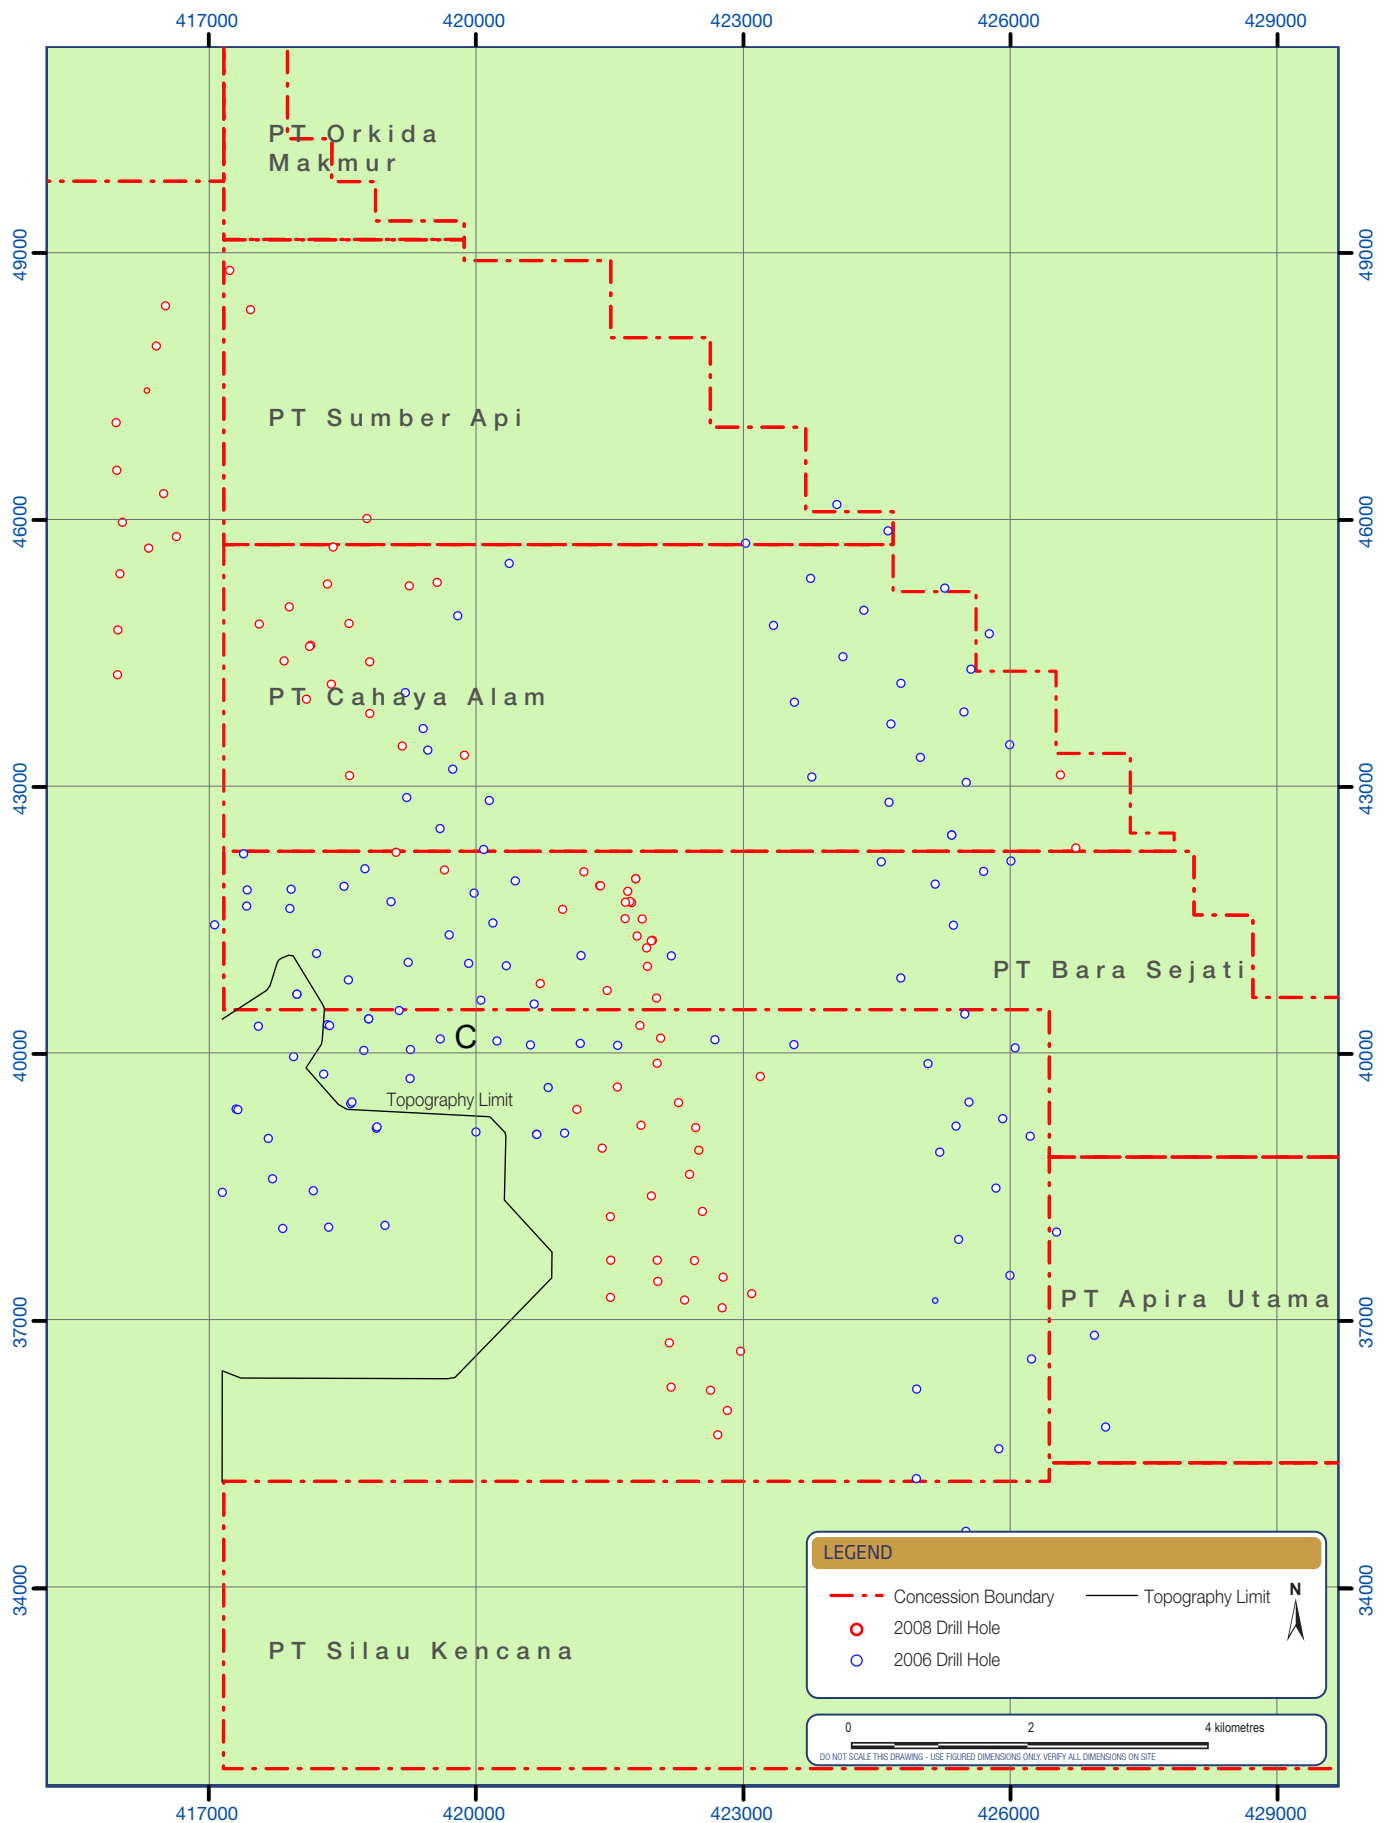 417000 420000 423000 426000 429000
PT Orkida
Makmur
49000 49000
PT Sumber Api
46000 46000
PT Cahaya Alam
43000 43000
PT Bara Sejati
C
40000 40000
Topography Limit
PT Apira Utama
37000 37000
LEGEND
Concession Boundary Topography Limit N
2008 Drill Hole
2006 Drill Hole
34000 34000
PT Silau Kencana
0 2 4 kilometres
DO NOT SCALE THIS DRAWING - USE FIGURED DIMENSIONS ONLY. VERIFY ALL DIMENSIONS ON SITE
417000 420000 423000 426000 429000